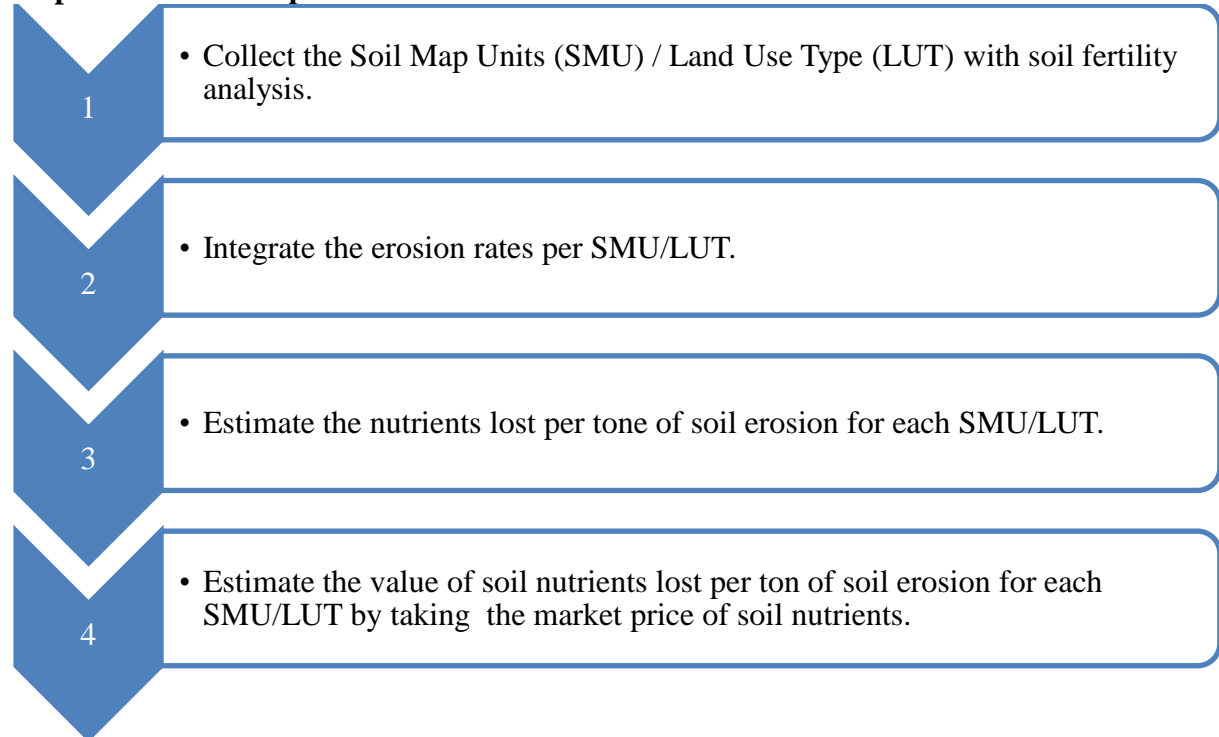 1
• Collect the Soil Map Units (SMU) / Land Use Type (LUT) with soil fertility
analysis.
2
• Integrate the erosion rates per SMU/LUT.
3
• Estimate the nutrients lost per tone of soil erosion for each SMU/LUT.
4
• Estimate the value of soil nutrients lost per ton of soil erosion for each
SMU/LUT by taking the market price of soil nutrients.